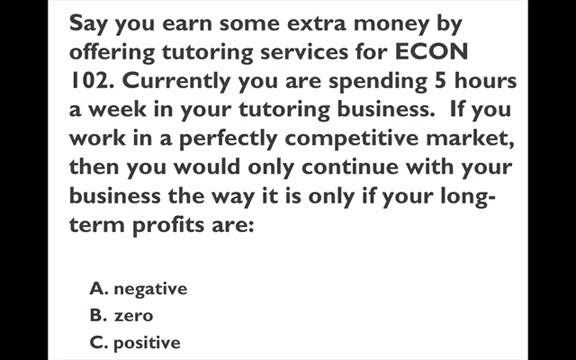 Say you earn some extra money by
offering tutoring services for ECON
102. Currently you are spending 5 hours
a week in your tutoring business.  If you
work in a perfectly competitive market,
then you would only continue with your
business the way it is only if your long-
term profits are:
A. negative
B. zero
C. positive